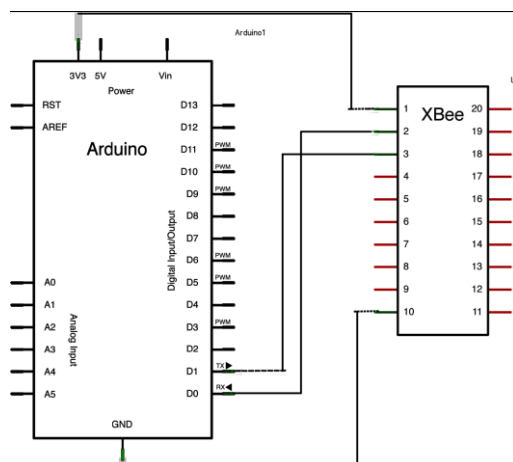 Arduino1
3V3 5V Vin
Power
RST
AREF
Arduino
D13
D12
D11 PWM
D10 PWM
D9 PWM
D8
D7
D6 PWM
D5 PWM
D4
D3 PWM
D2
D1 TX
D0 RX
Digital Input/Output
A0
A1
A2
A3
A4
A5
Analog Input
GND
XBee
1 20
2 19
3 18
4 17
5 16
6 15
7 14
8 13
9 12
10 11